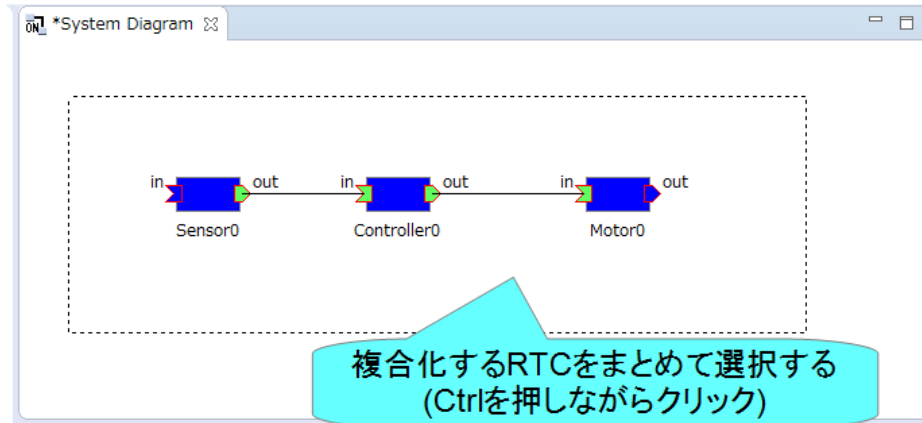 ON *System Diagram
in out in out in out
Sensor0 Controller0 Motor0
複合化するRTCをまとめて選択する
(Ctrlを押しながらクリック)